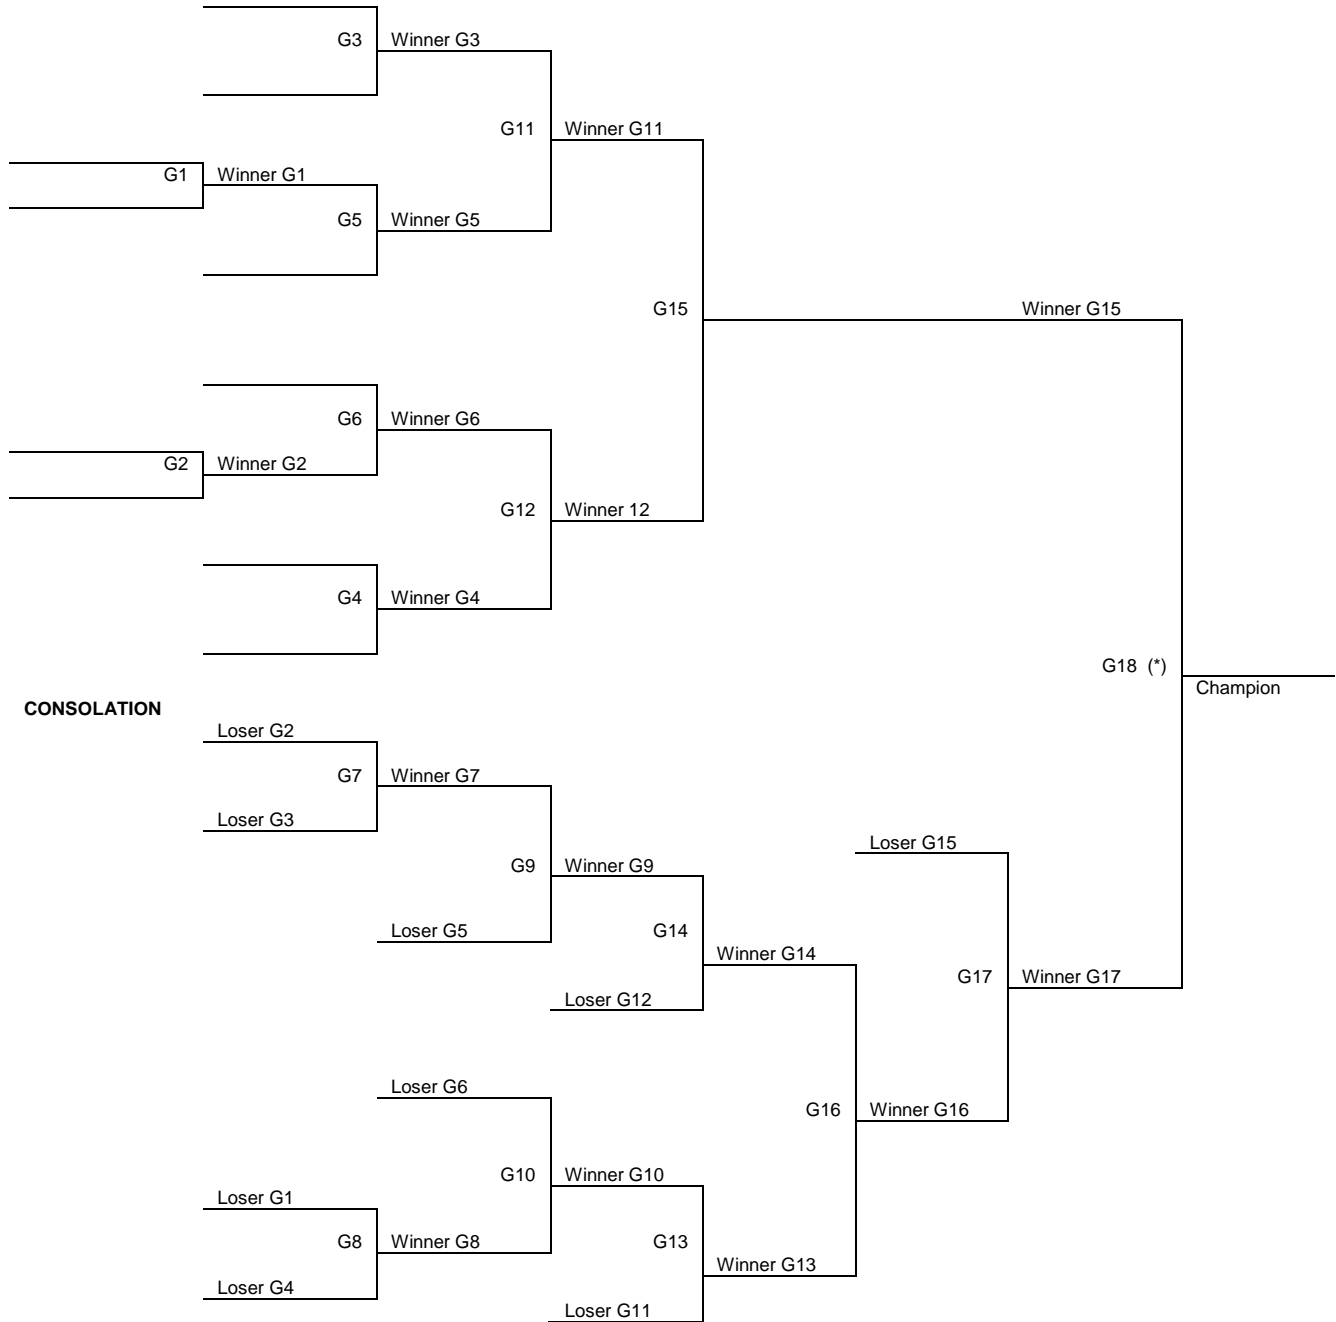 G3 Winner G3
G11 Winner G11
G1 Winner G1
G5 Winner G5
G15 Winner G15
G6 Winner G6
G2 Winner G2
G12 Winner 12
G4 Winner G4
G18 (*)
Champion
CONSOLATION
Loser G2
G7 Winner G7
Loser G3
Loser G15
G9 Winner G9
Loser G5
G14
Winner G14
G17 Winner G17
Loser G12
Loser G6
G16 Winner G16
G10 Winner G10
Loser G1
G8 Winner G8
G13
Winner G13
Loser G4
Loser G11